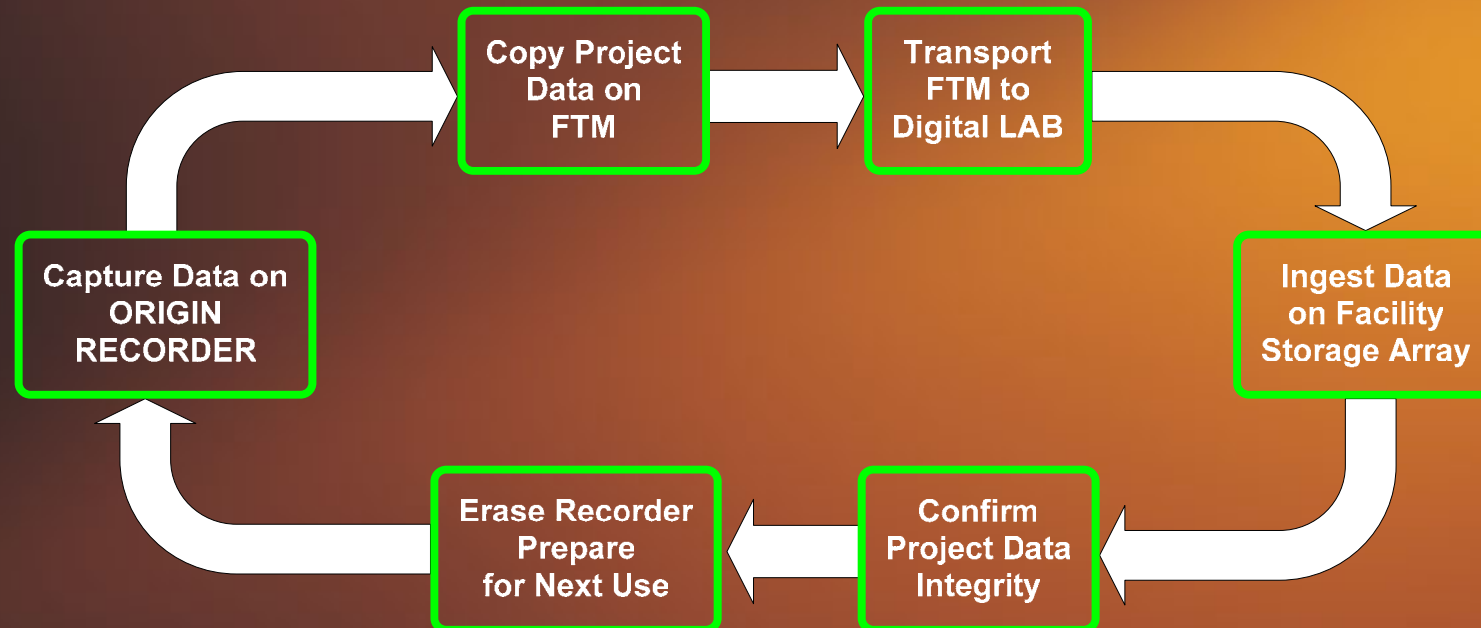 Copy Project
Data on
FTM
Transport
FTM to
Digital LAB
Capture Data on
ORIGIN
RECORDER
Ingest Data
on Facility
Storage Array
Erase Recorder
Prepare
for Next Use
Confirm
Project Data
Integrity